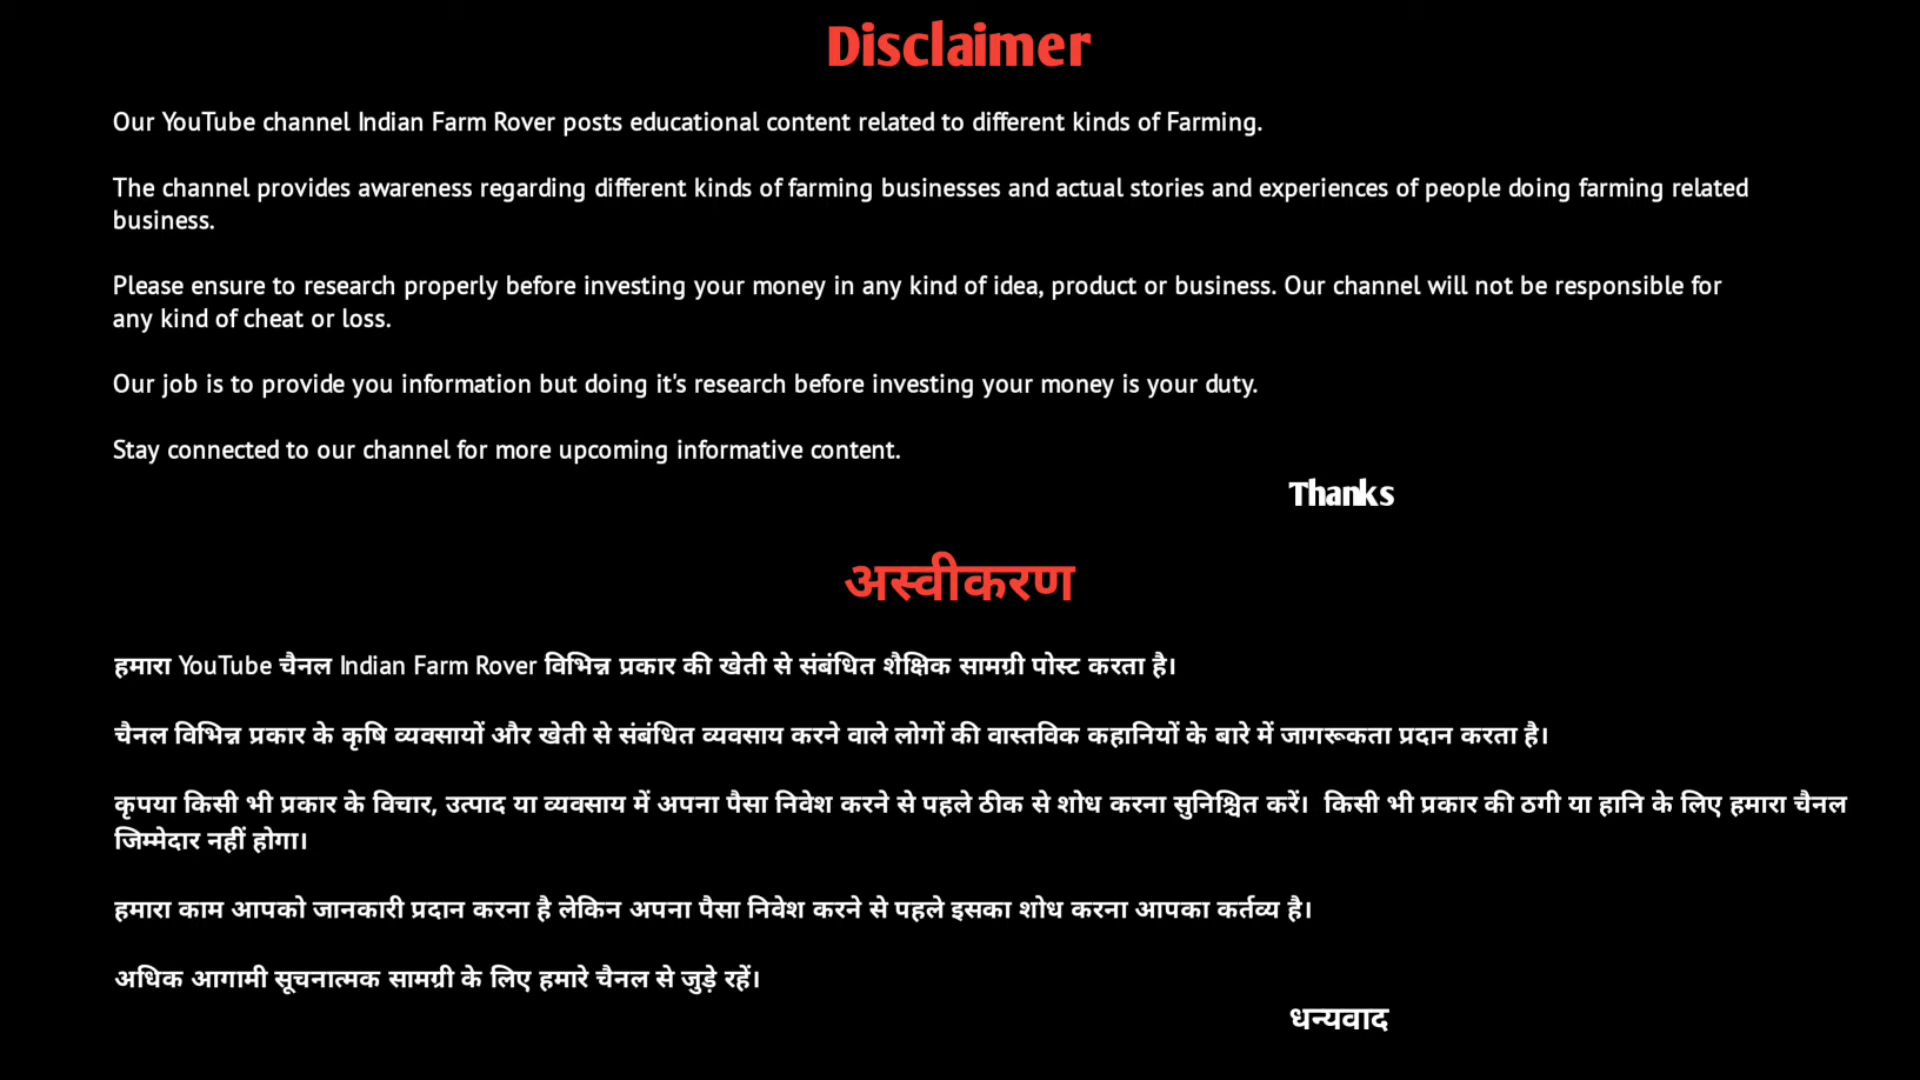 Disclaimer
Our YouTube channel Indian Farm Rover posts educational content related to different kinds of Farming.
The channel provides awareness regarding different kinds of farming businesses and actual stories and experiences of people doing farming related
business.
Please ensure to research properly before investing your money in any kind of idea, product or business. Our channel will not be responsible for
any kind of cheat or loss.
Our job is to provide you information but doing it's research before investing your money is your duty.
Stay connected to our channel for more upcoming informative content.
Thanks
अस्वीकरण
हमारा YouTube चैनल Indian Farm Rover विभिन्न प्रकार की खेती से संबंधित शैक्षिक सामग्री पोस्ट करता है।
चैनल विभिन्न प्रकार के कृषि व्यवसायों और खेती से संबंधित व्यवसाय करने वाले लोगों की वास्तविक कहानियों के बारे में जागरूकता प्रदान करता है।
कृपया किसी भी प्रकार के विचार, उत्पाद या व्यवसाय में अपना पैसा निवेश करने से पहले ठीक से शोध करना सुनिश्चित करें।  किसी भी प्रकार की ठगी या हानि के लिए हमारा चैनल
जिम्मेदार नहीं होगा।
हमारा काम आपको जानकारी प्रदान करना है लेकिन अपना पैसा निवेश करने से पहले इसका शोध करना आपका कर्तव्य है।
अधिक आगामी सूचनात्मक सामग्री के लिए हमारे चैनल से जुड़े रहें।
धन्यवाद